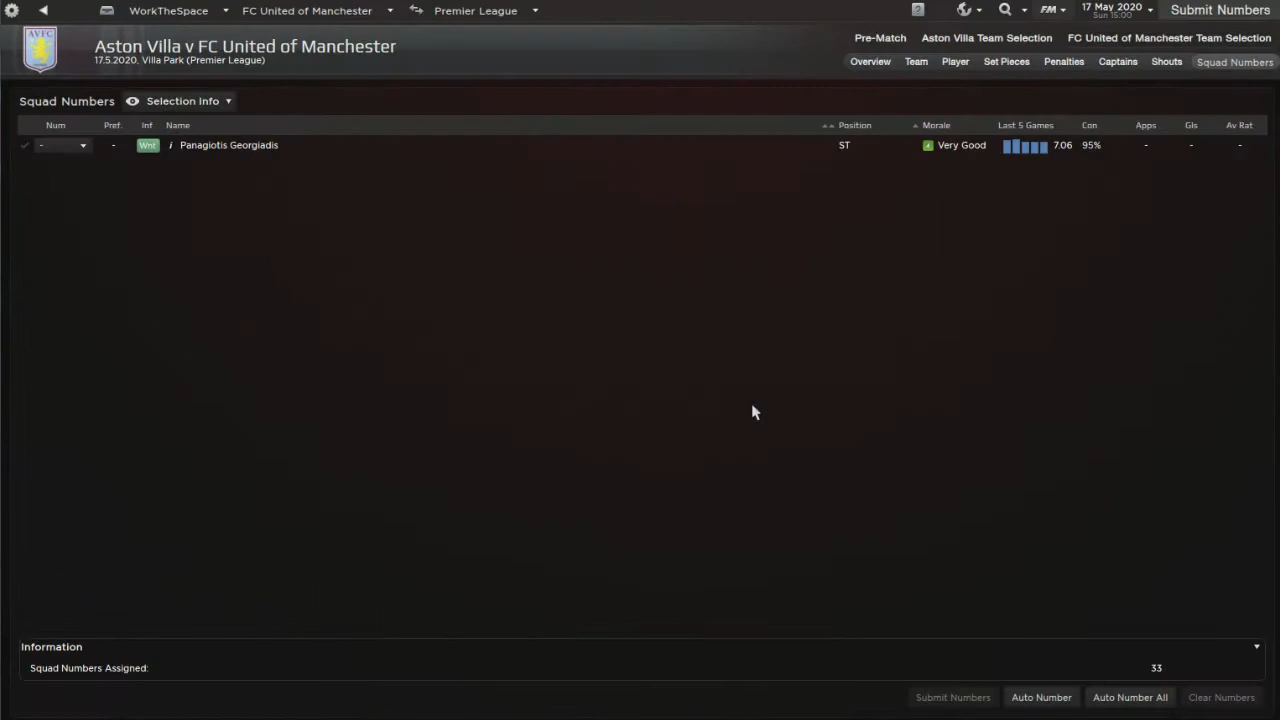 WorkTheSpace FC United of Manchester Premier League FM 17 May 2020 Sun 15:00 Submit Numbers
AVFC
Aston Villa v FC United of Manchester
17.5.2020, Villa Park (Premier League)
Pre-Match Aston Villa Team Selection FC United of Manchester Team Selection
Overview Team Player Set Pieces Penalties Captains Shouts Squad Numbers
Squad Numbers Selection Info
Num Pref. Inf Name Position Morale Last 5 Games Con Apps Gls Av Rat
- - Wnt i Panagiotis Georgiadis ST Very Good 7.06 95% - - -
Information
Squad Numbers Assigned: 33
Submit Numbers Auto Number Auto Number All Clear Numbers